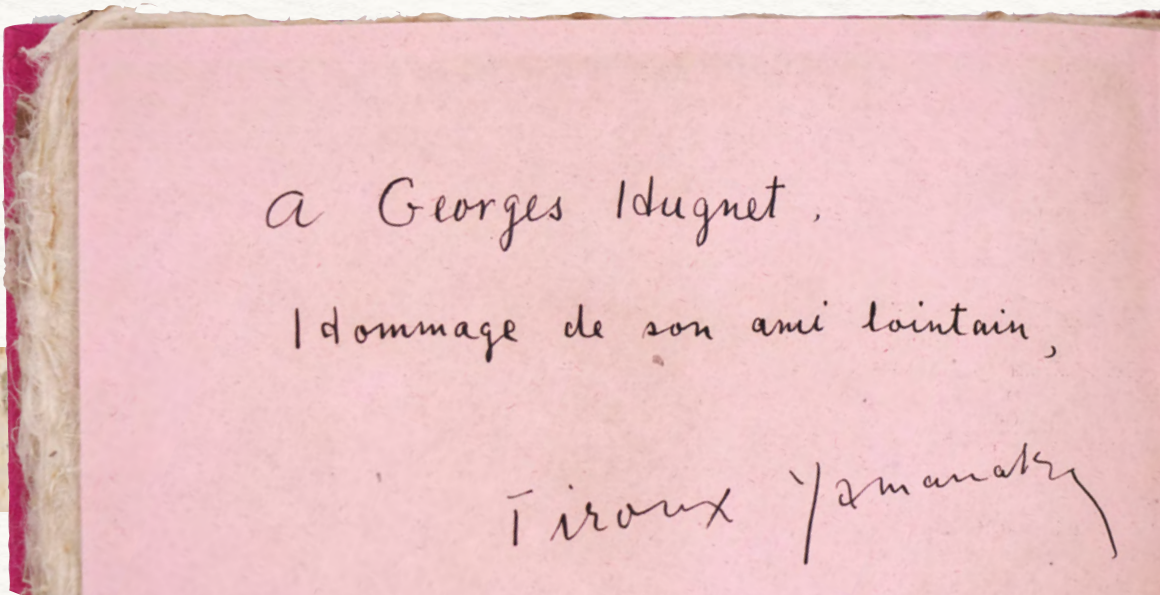 a Georges Hugnet.
Hommage de son ami lointain,
Tiroux Yamanaka